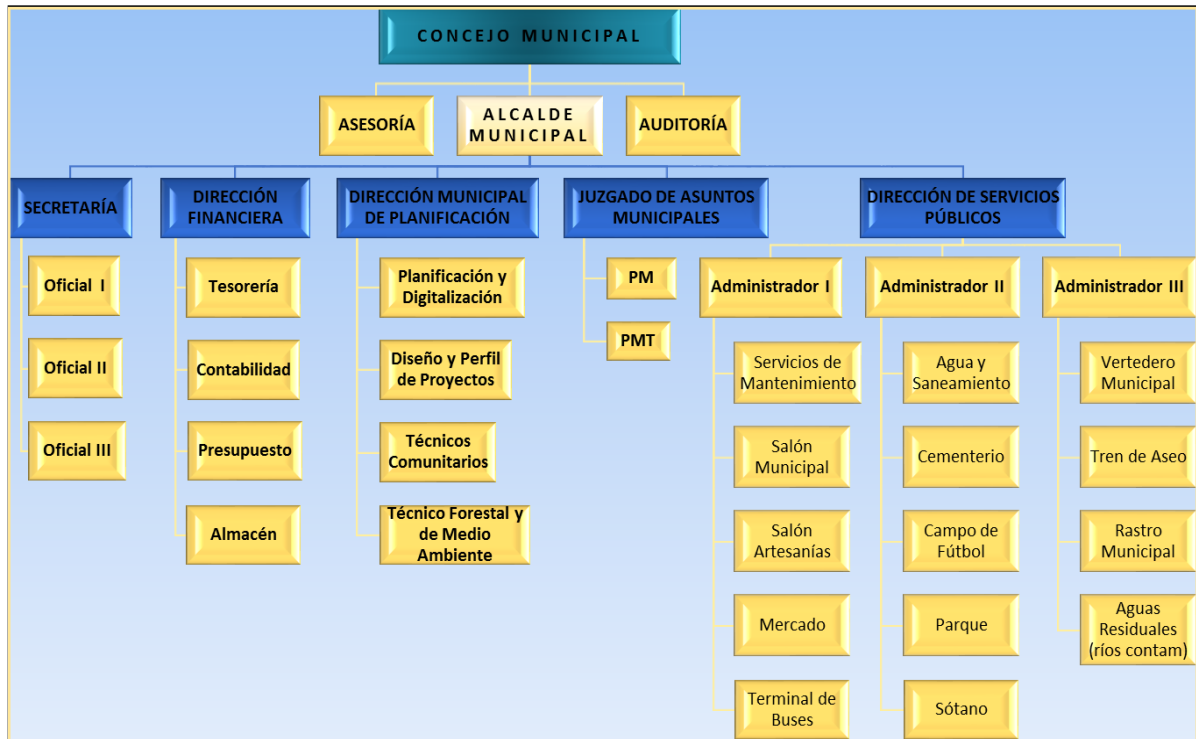 CONCEJO MUNICIPAL
ASESORÍA
ALCALDE
MUNICIPAL
AUDITORÍA
SECRETARÍA
DIRECCIÓN
FINANCIERA
DIRECCIÓN MUNICIPAL
DE PLANIFICACIÓN
JUZGADO DE ASUNTOS
MUNICIPALES
DIRECCIÓN DE SERVICIOS
PÚBLICOS
Oficial I
Oficial II
Oficial III
Tesorería
Contabilidad
Presupuesto
Almacén
Planificación y
Digitalización
Diseño y Perfil
de Proyectos
Técnicos
Comunitarios
Técnico Forestal y
de Medio
Ambiente
PM
PMT
Administrador I
Servicios de
Mantenimiento
Salón
Municipal
Salón
Artesanías
Mercado
Terminal de
Buses
Administrador II
Agua y
Saneamiento
Cementerio
Campo de
Fútbol
Parque
Sótano
Administrador III
Vertedero
Municipal
Tren de Aseo
Rastro
Municipal
Aguas
Residuales
(ríos contam)